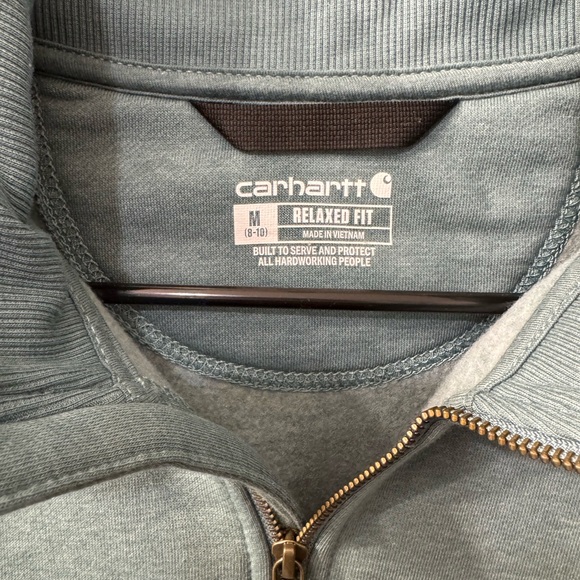 carhartt
M
(8-10)
RELAXED FIT
MADE IN VIETNAM
BUILT TO SERVE AND PROTECT
ALL HARDWORKING PEOPLE